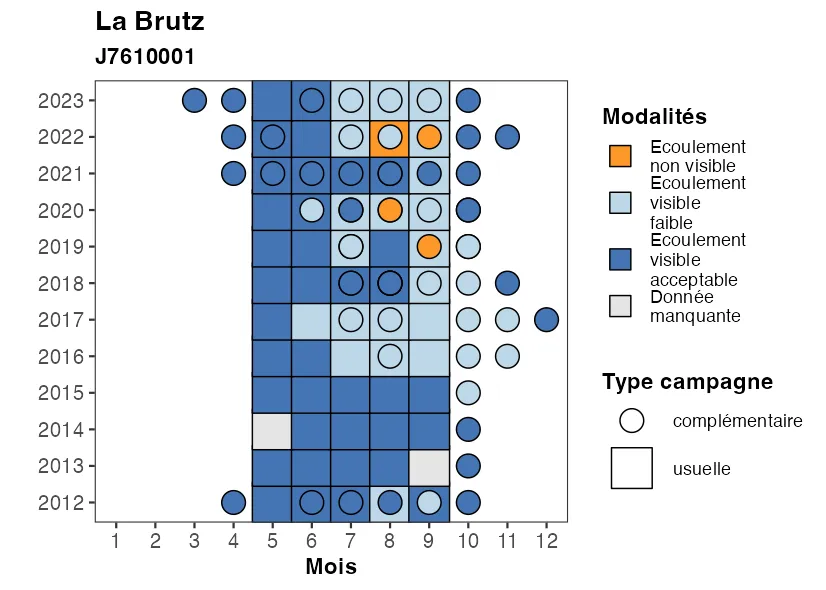 La Brutz
J7610001
2023
2022
2021
2020
2019
2018
2017
2016
2015
2014
2013
2012
1 2 3 4 5 6 7 8 9 10 11 12
Mois
Modalités
Ecoulement
non visible
Ecoulement
visible
faible
Ecoulement
visible
acceptable
Donnée
manquante
Type campagne
complémentaire
usuelle